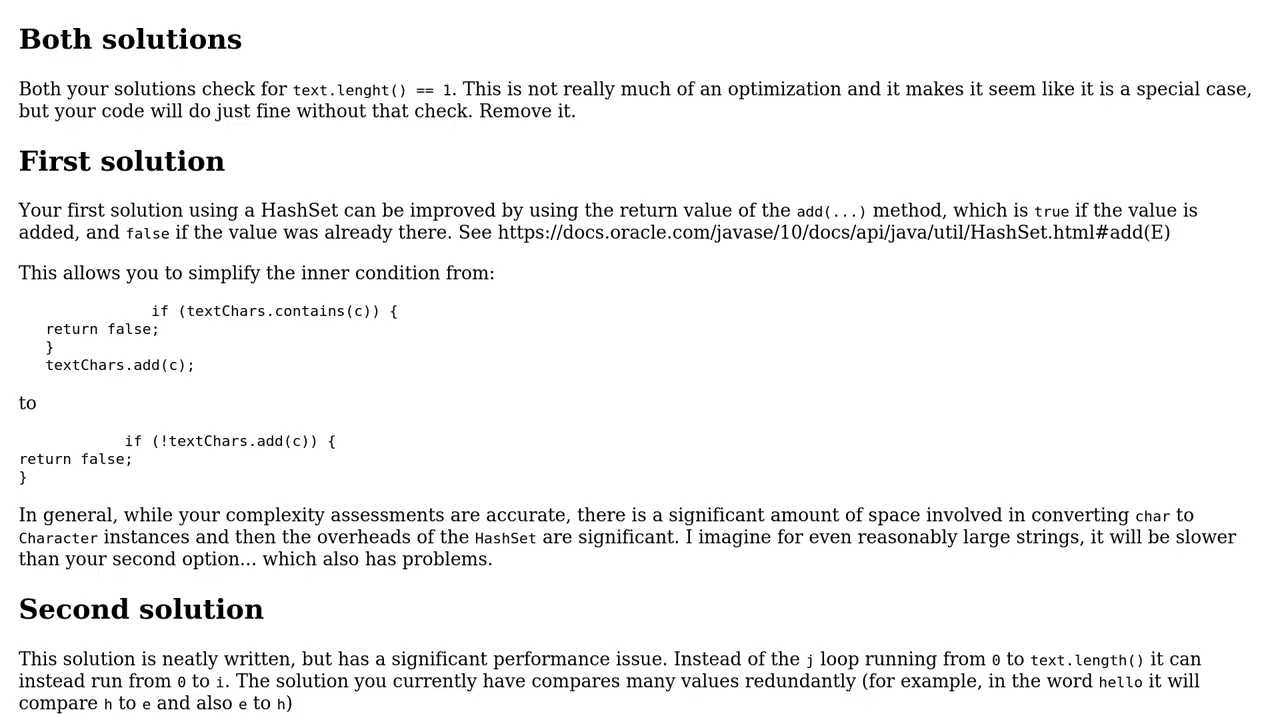 Both solutions
Both your solutions check for text.lenght() == 1. This is not really much of an optimization and it makes it seem like it is a special case,
but your code will do just fine without that check. Remove it.
First solution
Your first solution using a HashSet can be improved by using the return value of the add(...) method, which is true if the value is
added, and false if the value was already there. See https://docs.oracle.com/javase/10/docs/api/java/util/HashSet.html#add(E)
This allows you to simplify the inner condition from:
if (textChars.contains(c)) {
return false;
}
textChars.add(c);
to
if (!textChars.add(c)) {
return false;
}
In general, while your complexity assessments are accurate, there is a significant amount of space involved in converting char to
Character instances and then the overheads of the HashSet are significant. I imagine for even reasonably large strings, it will be slower
than your second option... which also has problems.
Second solution
This solution is neatly written, but has a significant performance issue. Instead of the j loop running from 0 to text.length() it can
instead run from 0 to i. The solution you currently have compares many values redundantly (for example, in the word hello it will
compare h to e and also e to h)